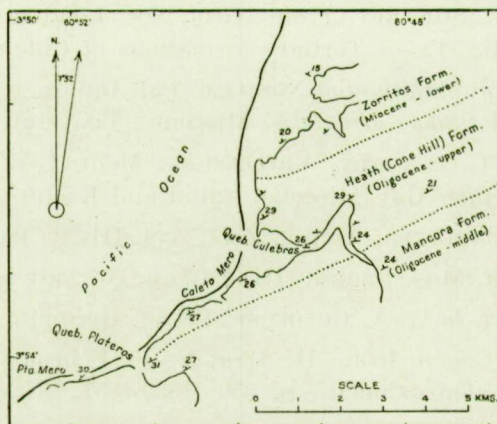 3°50'
80°52'
80°48'
N.
7°52'
Pacific
Ocean
15
Zorritos Form.
(Miocene - lower)
20
Heath (Cone Hill) Form.
(Oligocene - upper)
29
29
21
Queb. Culebras
26
24
Mancora Form.
(Oligocene - middle)
24
Caleta Mero
26
27
Queb. Plateros
3°54'
Pta Mero
30
31
27
SCALE
0 1 2 3 4 5 KMS.